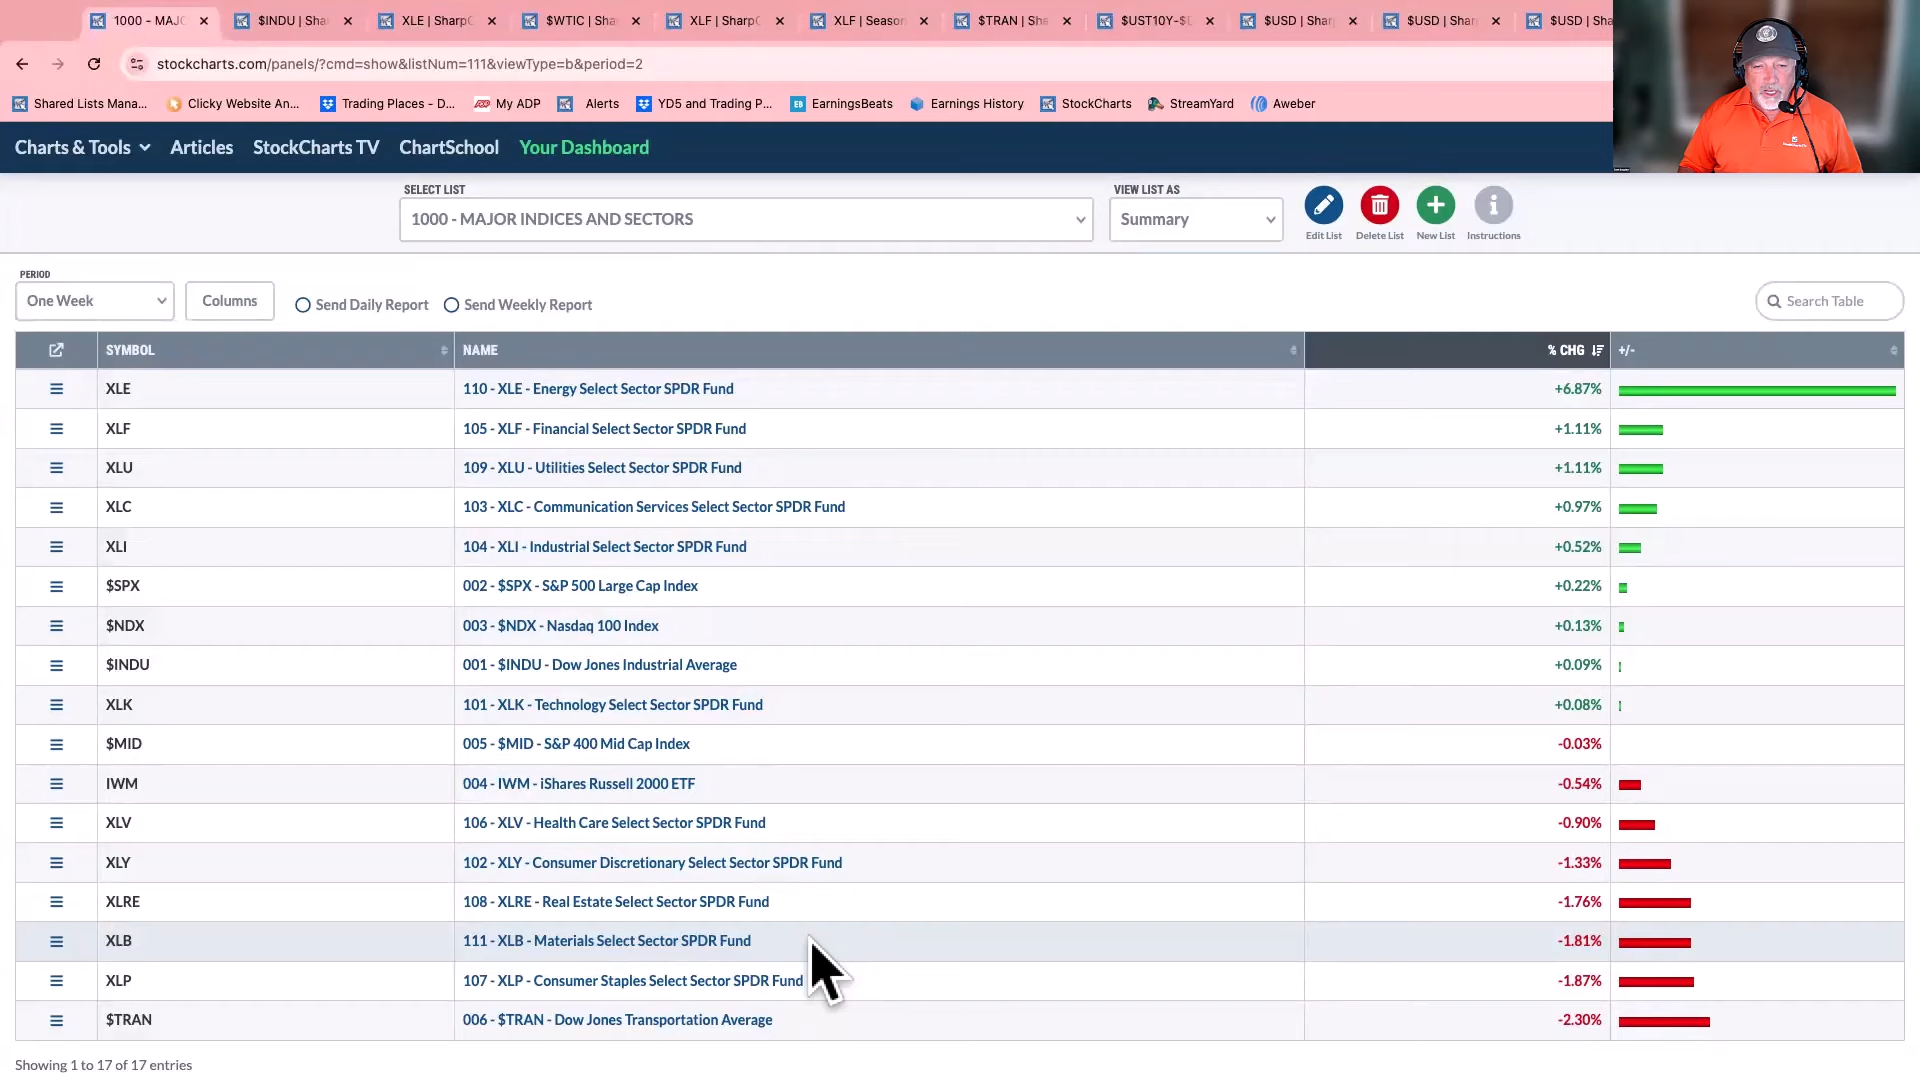 1000 - MAJO
$INDU | Sha
XLE | SharpC
$WTIC | Sha
XLF | SharpC
XLF | Season
$TRAN | Sha
$UST10Y-$U
$USD | Shar
$USD | Shar
$USD | Sha
stockcharts.com/panels/?cmd=show&listNum=111&viewType=b&period=2
Shared Lists Mana...
Clicky Website An...
Trading Places - D...
My ADP
Alerts
YD5 and Trading P...
EarningsBeats
Earnings History
StockCharts
StreamYard
Aweber
Charts & Tools
Articles
StockCharts TV
ChartSchool
Your Dashboard
SELECT LIST
VIEW LIST AS
1000 - MAJOR INDICES AND SECTORS
Summary
Edit List
Delete List
New List
Instructions
PERIOD
One Week
Columns
Send Daily Report
Send Weekly Report
Search Table
SYMBOL NAME % CHG +/-
XLE 110 - XLE - Energy Select Sector SPDR Fund +6.87%
XLF 105 - XLF - Financial Select Sector SPDR Fund +1.11%
XLU 109 - XLU - Utilities Select Sector SPDR Fund +1.11%
XLC 103 - XLC - Communication Services Select Sector SPDR Fund +0.97%
XLI 104 - XLI - Industrial Select Sector SPDR Fund +0.52%
$SPX 002 - $SPX - S&P 500 Large Cap Index +0.22%
$NDX 003 - $NDX - Nasdaq 100 Index +0.13%
$INDU 001 - $INDU - Dow Jones Industrial Average +0.09%
XLK 101 - XLK - Technology Select Sector SPDR Fund +0.08%
$MID 005 - $MID - S&P 400 Mid Cap Index -0.03%
IWM 004 - IWM - iShares Russell 2000 ETF -0.54%
XLV 106 - XLV - Health Care Select Sector SPDR Fund -0.90%
XLY 102 - XLY - Consumer Discretionary Select Sector SPDR Fund -1.33%
XLRE 108 - XLRE - Real Estate Select Sector SPDR Fund -1.76%
XLB 111 - XLB - Materials Select Sector SPDR Fund -1.81%
XLP 107 - XLP - Consumer Staples Select Sector SPDR Fund -1.87%
$TRAN 006 - $TRAN - Dow Jones Transportation Average -2.30%
Showing 1 to 17 of 17 entries